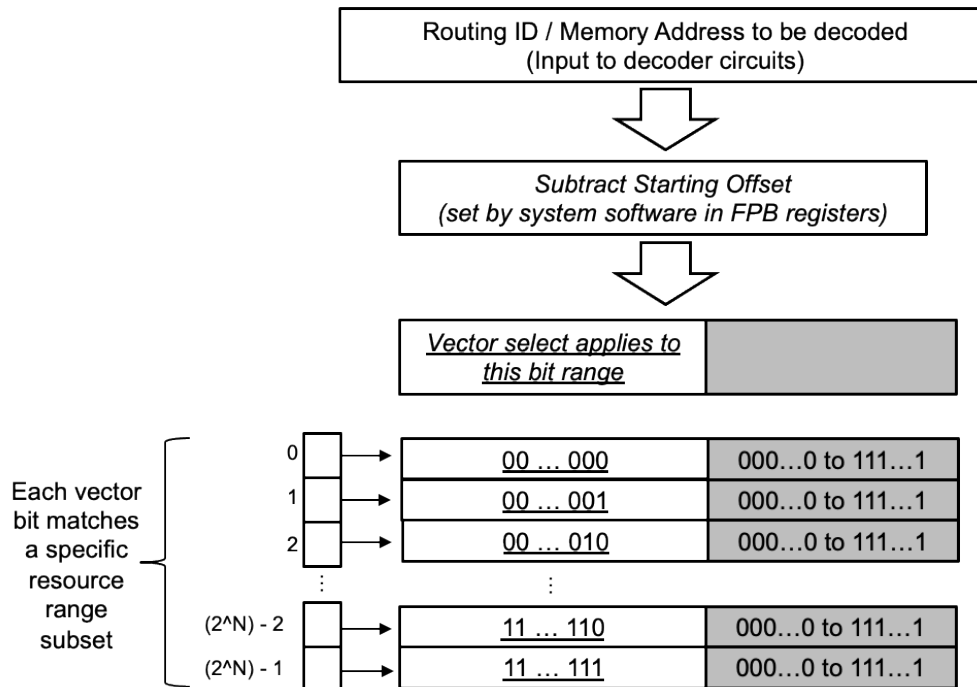 Routing ID / Memory Address to be decoded
(Input to decoder circuits)
Subtract Starting Offset
(set by system software in FPB registers)
Vector select applies to
this bit range
Each vector
bit matches
a specific
resource
range
subset
0 00 ... 000 000...0 to 111...1
1 00 ... 001 000...0 to 111...1
2 00 ... 010 000...0 to 111...1
⋮ ⋮
(2^N) - 2 11 ... 110 000...0 to 111...1
(2^N) - 1 11 ... 111 000...0 to 111...1